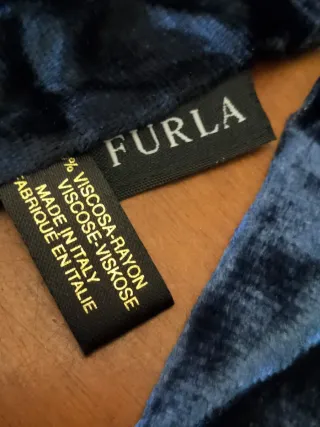 FURLA
% VISCOSA-RAYON
VISCOSE-VISKOSE
MADE IN ITALY
FABRIQUE EN ITALIE